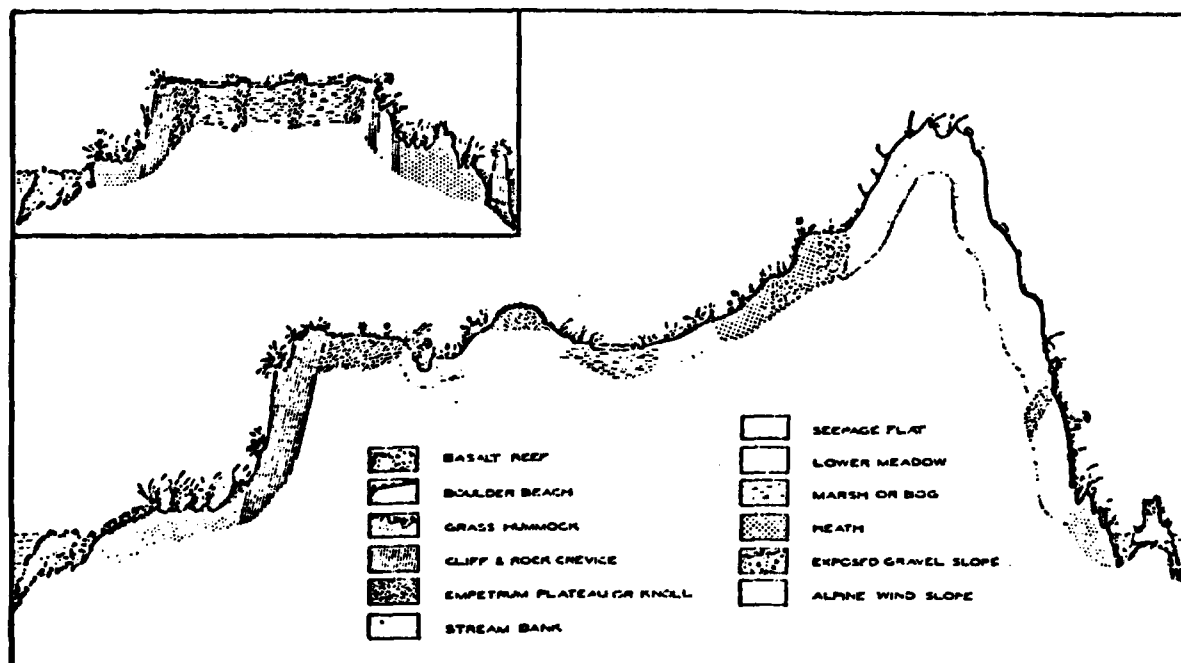 BASALT REEF
BOULDER BEACH
GRASS HUMMOCK
CLIFF & ROCK CREVICE
EMPETRUM PLATEAU OR KNOLL
STREAM BANK
SEEPAGE FLAT
LOWER MEADOW
MARSH OR BOG
HEATH
EXPOSED GRAVEL SLOPE
ALPINE WIND SLOPE